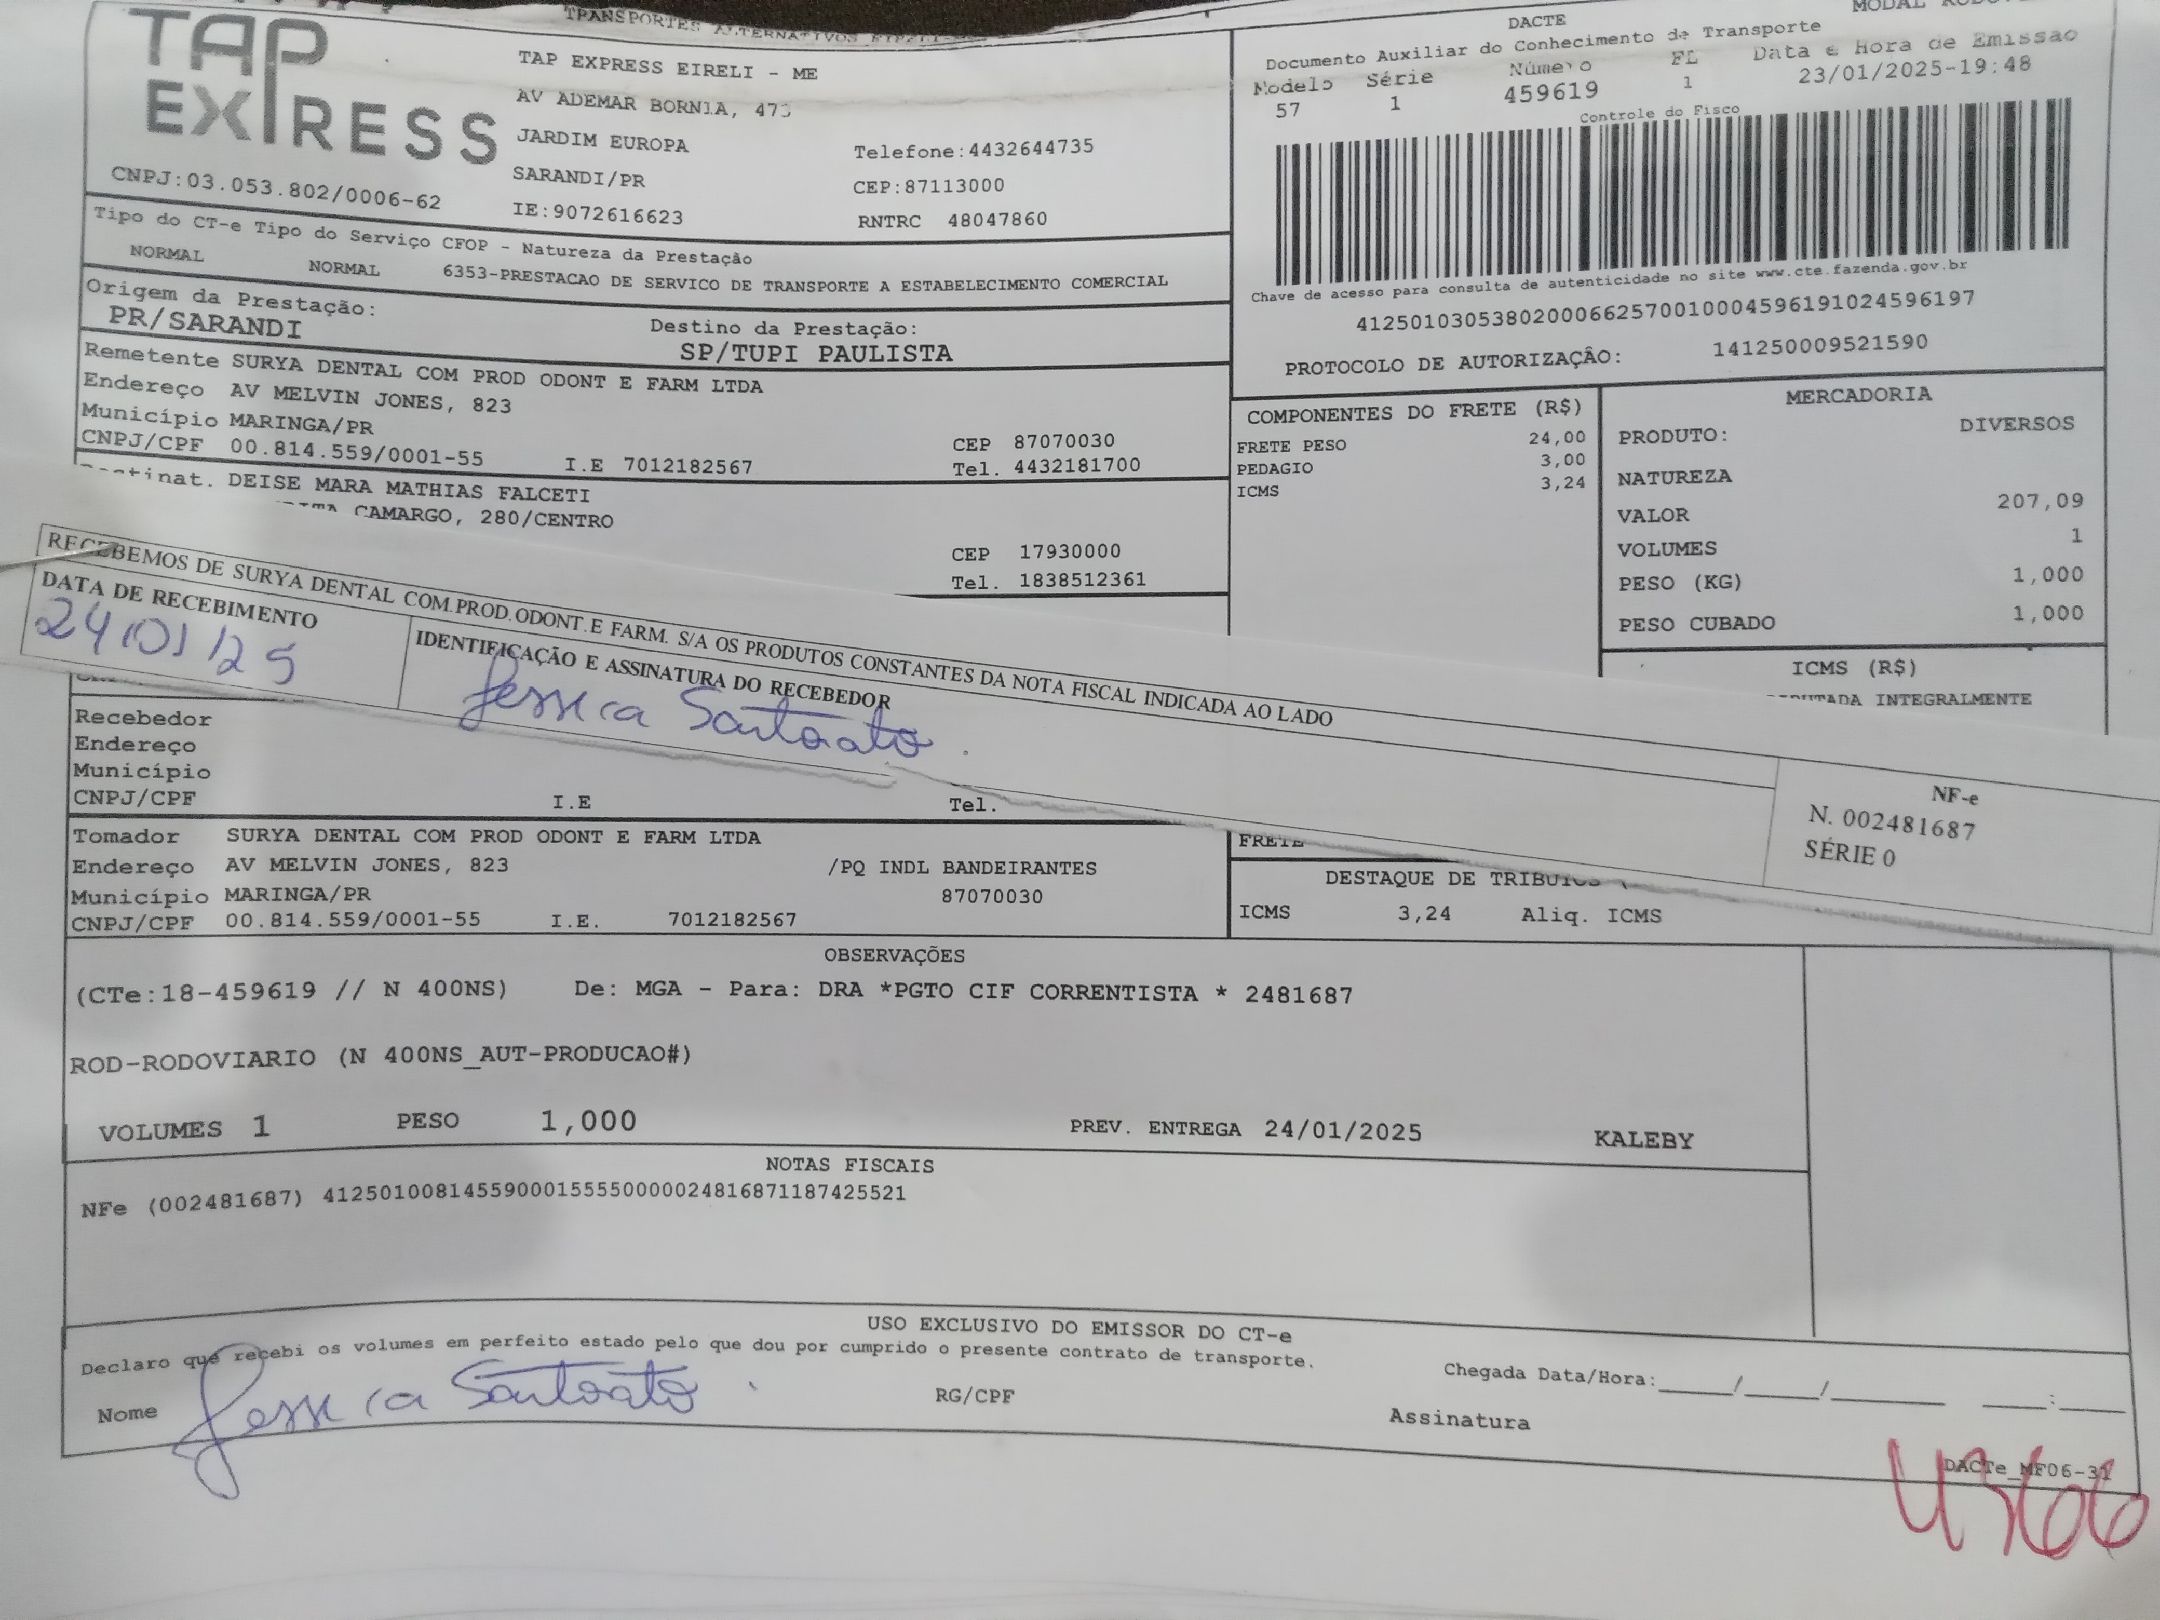 TRANSPORTES ALTERNATIVOS EIRELI
TAP
EXPRESS
CNPJ:03.053.802/0006-62
TAP EXPRESS EIRELI - ME
AV ADEMAR BORNIA,
JARDIM EUROPA
SARANDI/PR
IE:9072616623
Telefone:4432644735
CEP:87113000
RNTRC 48047860
DACTE
MODAL
Documento Auxiliar do Conhecimento de Transporte
Modelo Série Número FL Data e Hora de Emissao
57 1 459619 1 23/01/2025-19:48
Controle do Fisco
Chave de acesso para consulta de autenticidade no site www.cte.fazenda.gov.br
41250103053802000662570010004596191024596197
PROTOCOLO DE AUTORIZAÇÂO: 141250009521590
Tipo do CT-e Tipo do Serviço CFOP - Natureza da Prestação
NORMAL NORMAL 6353-PRESTACAO DE SERVICO DE TRANSPORTE A ESTABELECIMENTO COMERCIAL
Origem da Prestação:
PR/SARANDI
Destino da Prestação:
SP/TUPI PAULISTA
Remetente SURYA DENTAL COM PROD ODONT E FARM LTDA
Endereço AV MELVIN JONES, 823
Município MARINGA/PR CEP 87070030
CNPJ/CPF 00.814.559/0001-55 I.E 7012182567 Tel. 4432181700
DEISE MARA MATHIAS FALCETI
CAMARGO, 280/CENTRO
CEP 17930000
Tel. 1838512361
COMPONENTES DO FRETE (R$)
FRETE PESO 24,00
PEDAGIO 3,00
ICMS 3,24
MERCADORIA
PRODUTO: DIVERSOS
NATUREZA
VALOR 207,09
VOLUMES 1
PESO (KG) 1,000
PESO CUBADO 1,000
ICMS (R$)
INTEGRALMENTE
RECEBEMOS DE SURYA DENTAL COM.PROD.ODONT.E FARM. S/A OS PRODUTOS CONSTANTES DA NOTA FISCAL INDICADA AO LADO
DATA DE RECEBIMENTO
24/01/25
IDENTIFICAÇÃO E ASSINATURA DO RECEBEDOR
Jessica Santoato
NF-e
N. 002481687
SÉRIE 0
Recebedor
Endereço
Município
CNPJ/CPF I.E Tel.
Tomador SURYA DENTAL COM PROD ODONT E FARM LTDA
Endereço AV MELVIN JONES, 823 /PQ INDL BANDEIRANTES
Município MARINGA/PR 87070030
CNPJ/CPF 00.814.559/0001-55 I.E. 7012182567
FRETE
DESTAQUE DE TRIBUTOS
ICMS 3,24 Aliq. ICMS
OBSERVAÇÕES
(CTe:18-459619 // N 400NS) De: MGA - Para: DRA *PGTO CIF CORRENTISTA * 2481687
ROD-RODOVIARIO (N 400NS_AUT-PRODUCAO#)
VOLUMES 1 PESO 1,000 PREV. ENTREGA 24/01/2025 KALEBY
NOTAS FISCAIS
NFe (002481687) 41250100814559000155550000024816871187425521
USO EXCLUSIVO DO EMISSOR DO CT-e
Declaro que recebi os volumes em perfeito estado pelo que dou por cumprido o presente contrato de transporte.
Chegada Data/Hora:_____/_____/________ ____:____
Nome Jessica Santoato RG/CPF Assinatura
DACTe_MF06-31